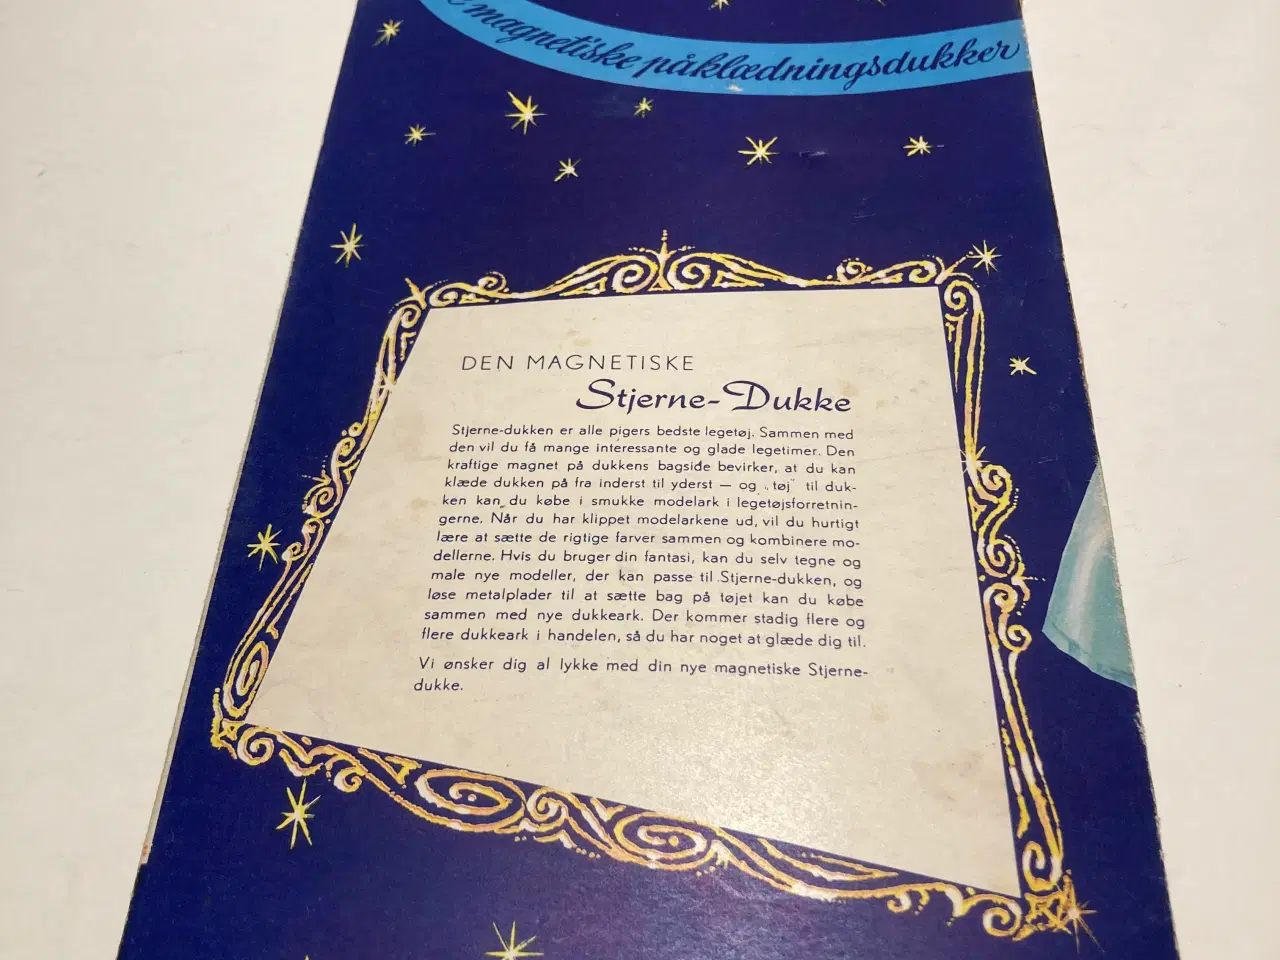 magnetiske påklædningsdukker
DEN MAGNETISKE
Stjerne-Dukke
Stjerne-dukken er alle pigers bedste legetøj. Sammen med
den vil du få mange interessante og glade legetimer. Den
kraftige magnet på dukkens bagside bevirker, at du kan
klæde dukken på fra inderst til yderst — og „tøj" til duk-
ken kan du købe i smukke modelark i legetøjsforretnin-
gerne. Når du har klippet modelarkene ud, vil du hurtigt
lære at sætte de rigtige farver sammen og kombinere mo-
dellerne. Hvis du bruger din fantasi, kan du selv tegne og
male nye modeller, der kan passe til Stjerne-dukken, og
løse metalplader til at sætte bag på tøjet kan du købe
sammen med nye dukkeark. Der kommer stadig flere og
flere dukkeark i handelen, så du har noget at glæde dig til.
Vi ønsker dig al lykke med din nye magnetiske Stjerne-
dukke.